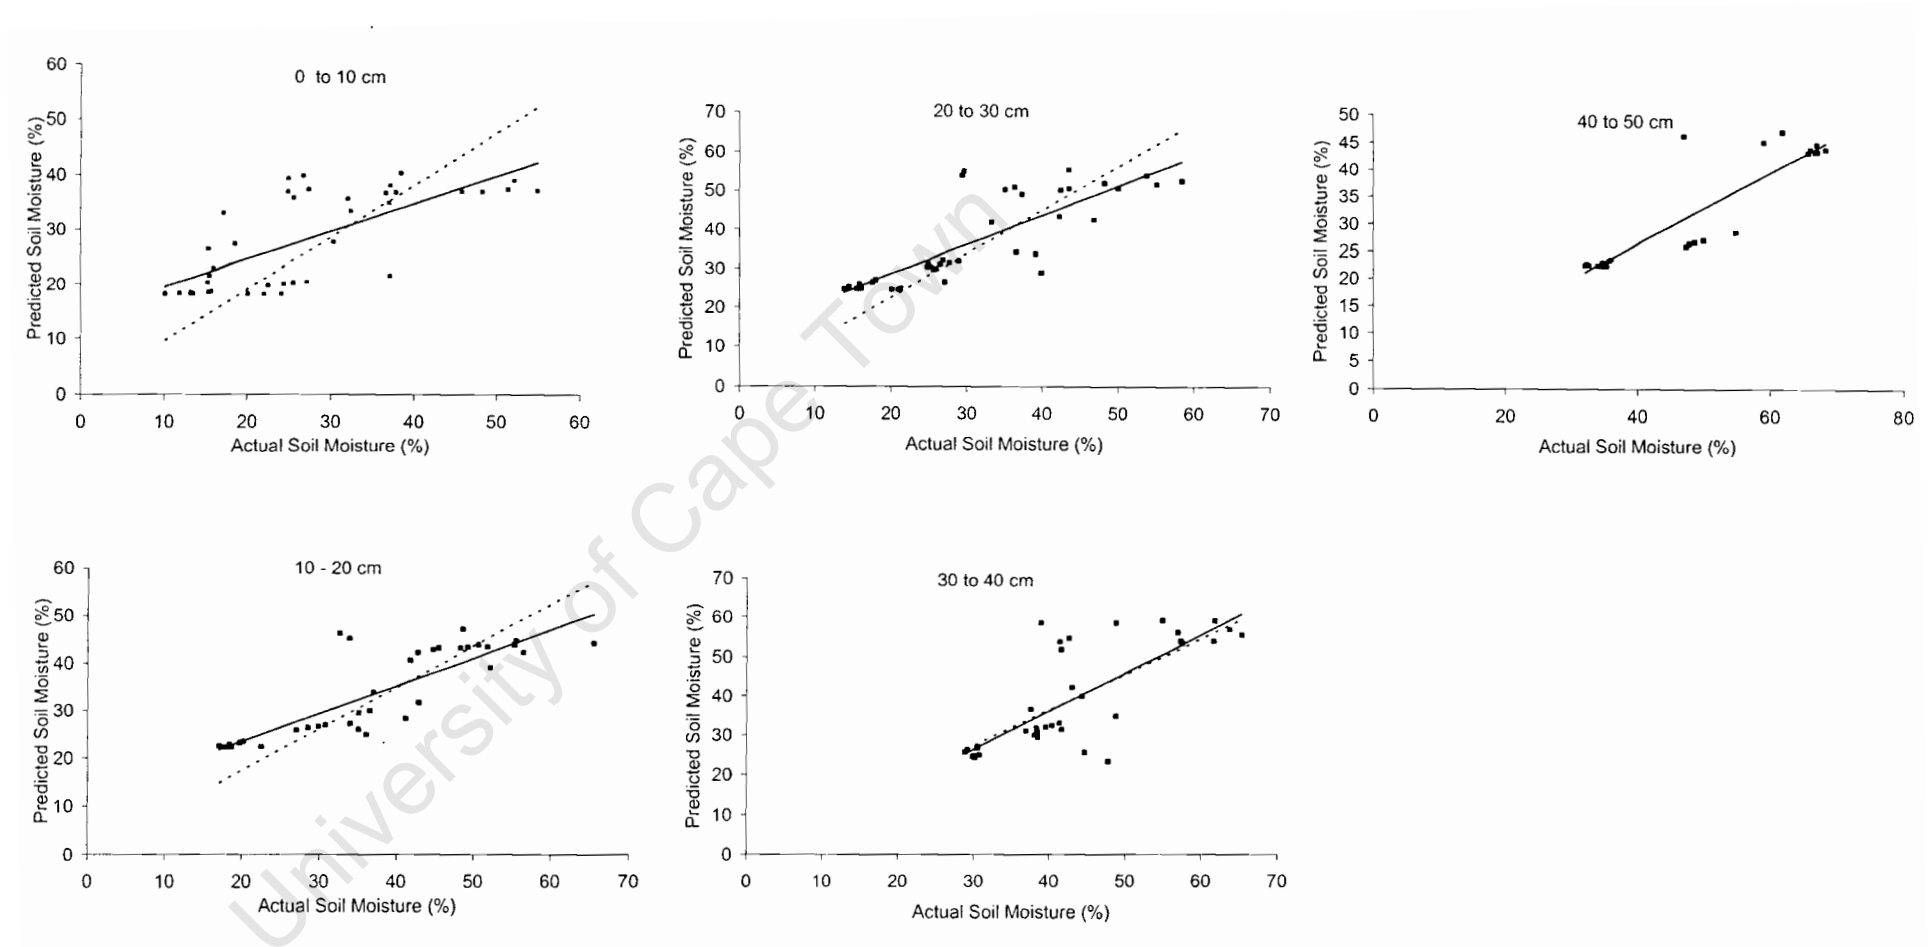 0 to 10 cm
Predicted Soil Moisture (%)
60
50
40
30
20
10
0
0 10 20 30 40 50 60
Actual Soil Moisture (%)
20 to 30 cm
Predicted Soil Moisture (%)
70
60
50
40
30
20
10
0
0 10 20 30 40 50 60 70
Actual Soil Moisture (%)
40 to 50 cm
Predicted Soil Moisture (%)
50
45
40
35
30
25
20
15
10
5
0
0 20 40 60 80
Actual Soil Moisture (%)
10 - 20 cm
Predicted Soil Moisture (%)
60
50
40
30
20
10
0
0 10 20 30 40 50 60 70
Actual Soil Moisture (%)
30 to 40 cm
Predicted Soil Moisture (%)
70
60
50
40
30
20
10
0
0 10 20 30 40 50 60 70
Actual Soil Moisture (%)
University of Cape Town